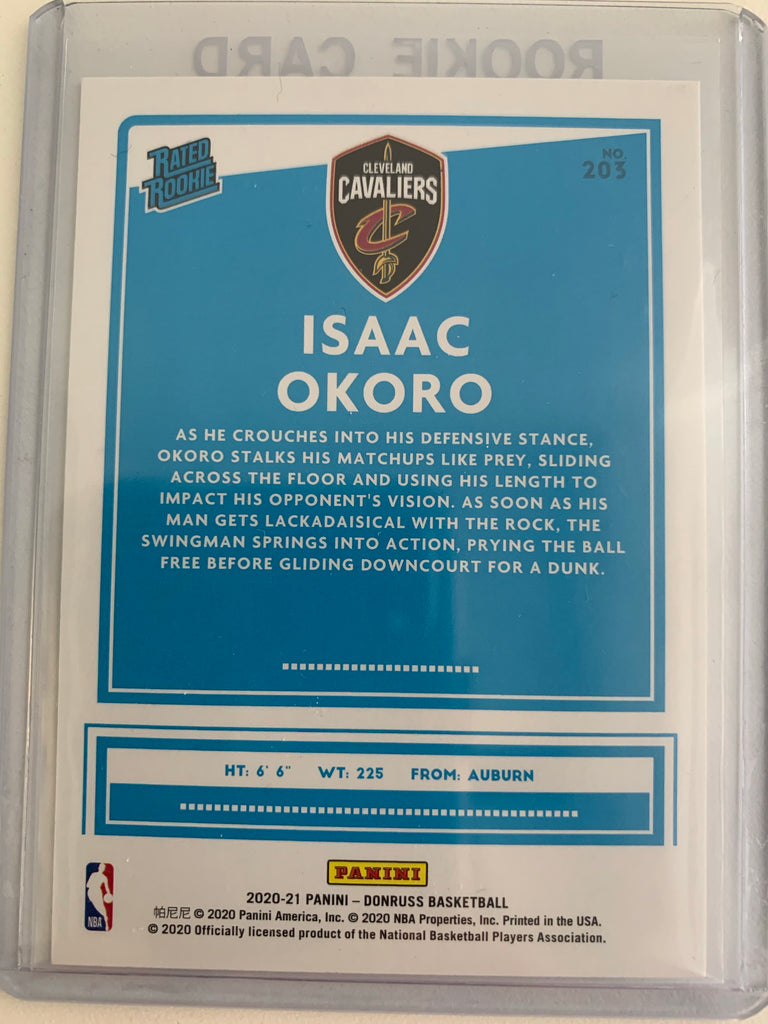 ROOKIE CARD
RATED
ROOKIE
NO.
203
CLEVELAND
CAVALIERS
C
ISAAC
OKORO
AS HE CROUCHES INTO HIS DEFENSIVE STANCE,
OKORO STALKS HIS MATCHUPS LIKE PREY, SLIDING
ACROSS THE FLOOR AND USING HIS LENGTH TO
IMPACT HIS OPPONENT'S VISION. AS SOON AS HIS
MAN GETS LACKADAISICAL WITH THE ROCK, THE
SWINGMAN SPRINGS INTO ACTION, PRYING THE BALL
FREE BEFORE GLIDING DOWNCOURT FOR A DUNK.
HT: 6' 6" WT: 225 FROM: AUBURN
PANINI
2020-21 PANINI – DONRUSS BASKETBALL
帕尼尼 © 2020 Panini America, Inc. © 2020 NBA Properties, Inc. Printed in the USA.
© 2020 Officially licensed product of the National Basketball Players Association.
NBA